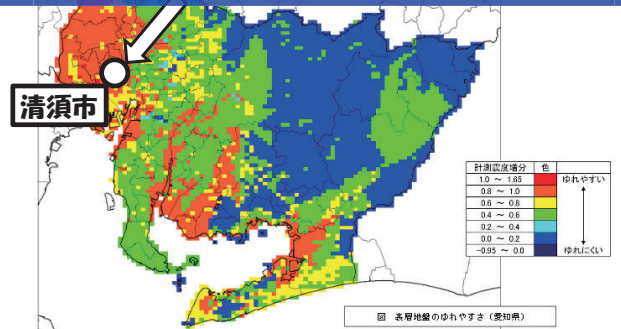 清須市
計測震度増分 色
1.0 ～ 1.65 ゆれやすい
0.8 ～ 1.0
0.6 ～ 0.8
0.4 ～ 0.6
0.2 ～ 0.4
0.0 ～ 0.2
-0.95 ～ 0.0 ゆれにくい
図 表層地盤のゆれやすさ（愛知県）